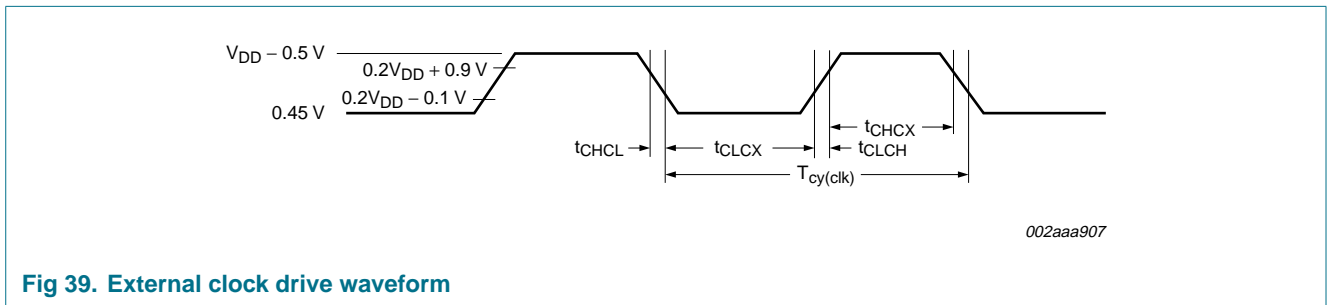 V_DD − 0.5 V
0.2V_DD + 0.9 V
0.2V_DD − 0.1 V
0.45 V
t_CHCX
t_CHCL
t_CLCX
t_CLCH
T_cy(clk)
002aaa907
Fig 39. External clock drive waveform